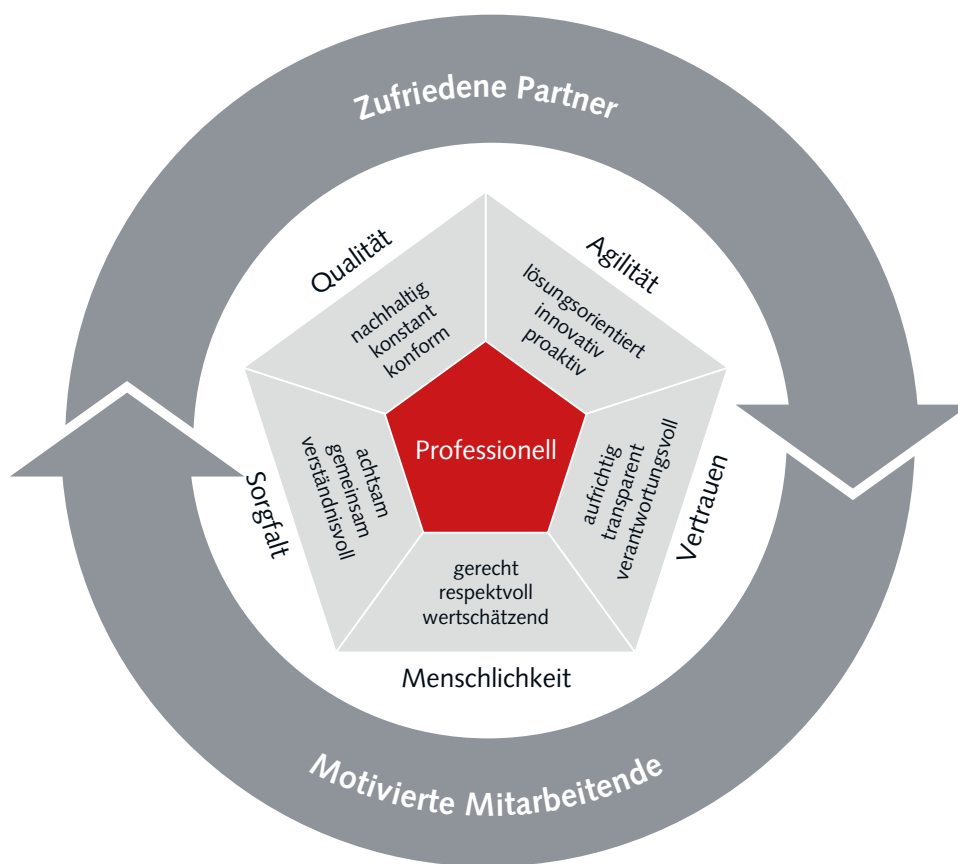 Zufriedene Partner
Qualität
nachhaltig
konstant
konform
Agilität
lösungsorientiert
innovativ
proaktiv
Professionell
Sorgfalt
achtsam
gemeinsam
verständnisvoll
aufrichtig
transparent
verantwortungsvoll
Vertrauen
gerecht
respektvoll
wertschätzend
Menschlichkeit
Motivierte Mitarbeitende